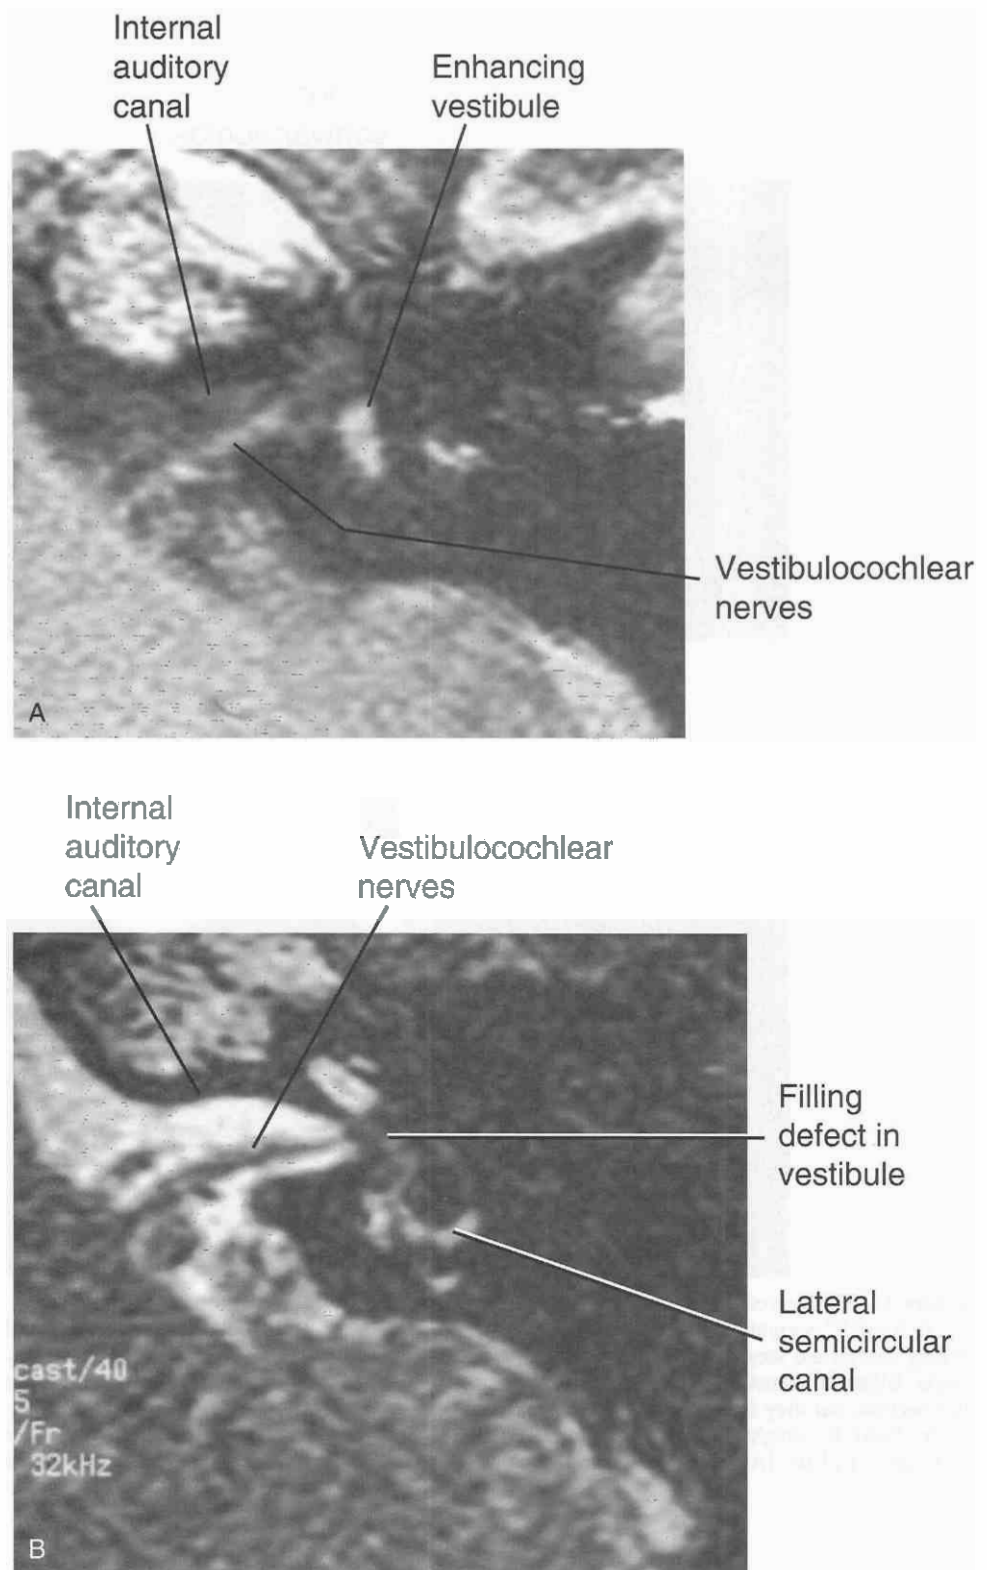 Internal
auditory
canal
Enhancing
vestibule
Vestibulocochlear
nerves
A
Internal
auditory
canal
Vestibulocochlear
nerves
Filling
defect in
vestibule
Lateral
semicircular
canal
cast/40
5
/Fr
32kHz
B